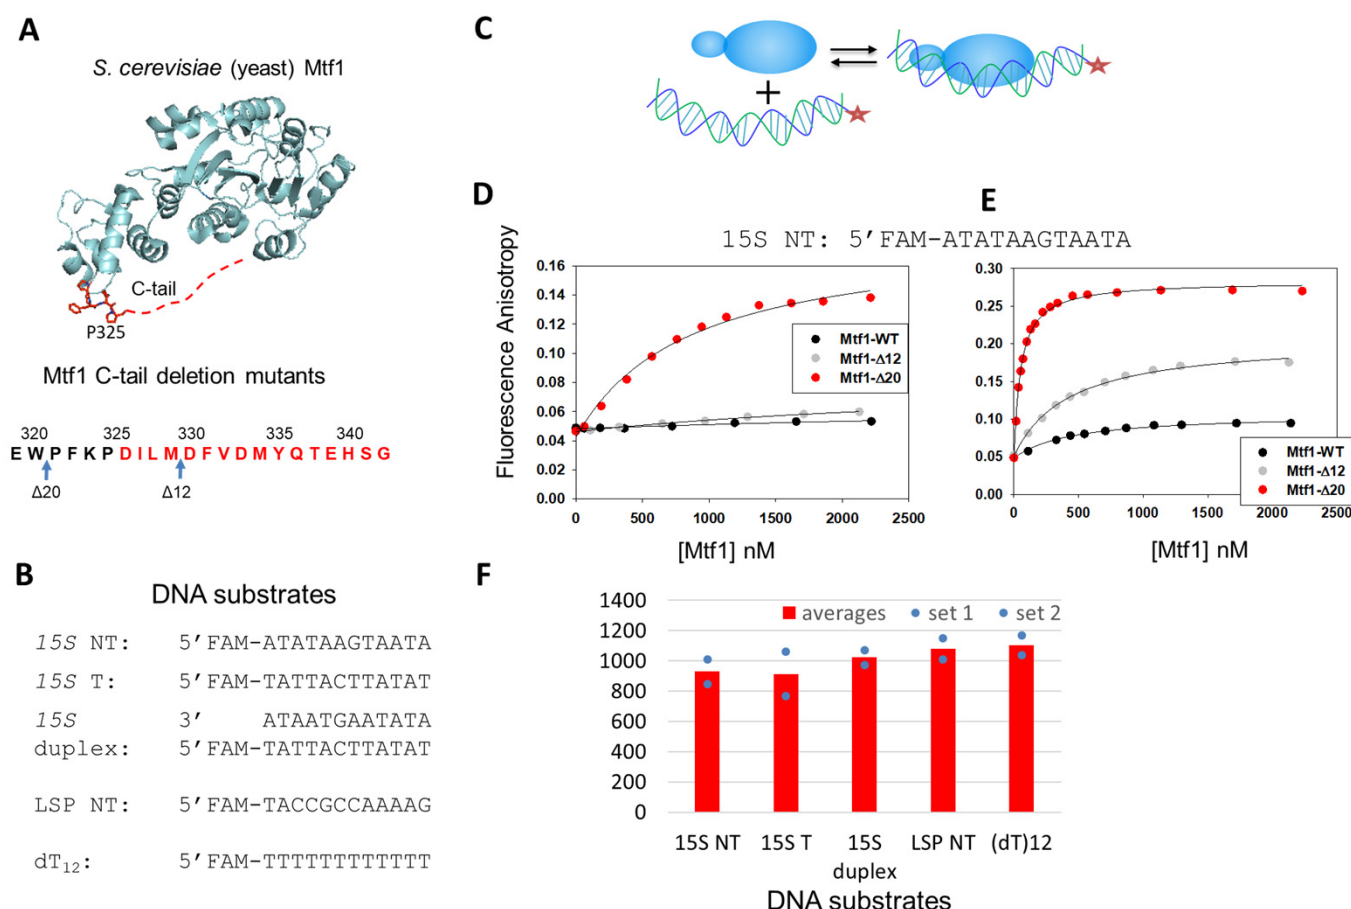 A
S. cerevisiae (yeast) Mtf1
C-tail
P325
Mtf1 C-tail deletion mutants
320 325 330 335 340
E W P F K P D I L M D F V D M Y Q T E H S G
Δ20 Δ12
B
DNA substrates
15S NT: 5’FAM-ATATAAGTAATA
15S T: 5’FAM-TATTACTTATAT
15S 3’ ATAATGAATATA
duplex: 5’FAM-TATTACTTATAT
LSP NT: 5’FAM-TACCGCCAAAAG
dT12: 5’FAM-TTTTTTTTTTTT
C
+
D
E
15S NT: 5’FAM-ATATAAGTAATA
Fluorescence Anisotropy
0.16
0.14
0.12
0.10
0.08
0.06
0.04
0.02
0.00
0 500 1000 1500 2000 2500
[Mtf1] nM
Mtf1-WT
Mtf1-Δ12
Mtf1-Δ20
0.30
0.25
0.20
0.15
0.10
0.05
0.00
0 500 1000 1500 2000 2500
[Mtf1] nM
Mtf1-WT
Mtf1-Δ12
Mtf1-Δ20
F
averages set 1 set 2
1400
1200
1000
800
600
400
200
0
15S NT 15S T 15S LSP NT (dT)12
duplex
DNA substrates